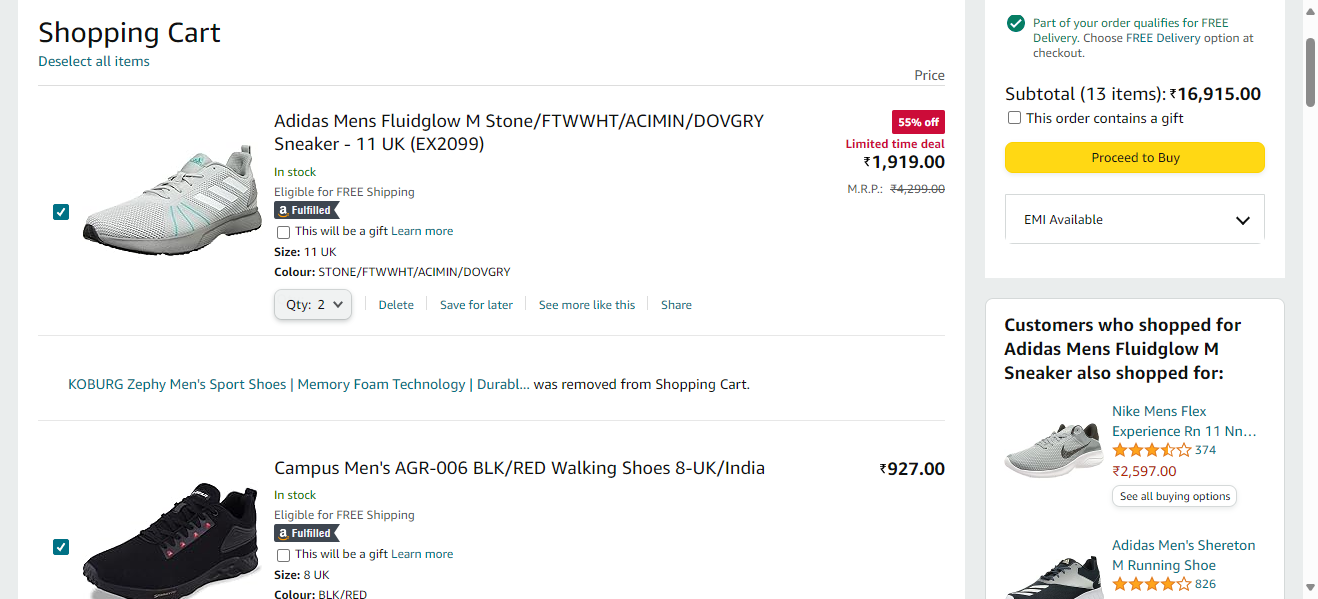 Shopping Cart
Deselect all items
Price
Adidas Mens Fluidglow M Stone/FTWWHT/ACIMIN/DOVGRY
Sneaker - 11 UK (EX2099)
55% off
Limited time deal
₹1,919.00
M.R.P.: ₹4,299.00
In stock
Eligible for FREE Shipping
a Fulfilled
This will be a gift Learn more
Size: 11 UK
Colour: STONE/FTWWHT/ACIMIN/DOVGRY
Qty: 2
Delete
Save for later
See more like this
Share
KOBURG Zephy Men's Sport Shoes | Memory Foam Technology | Durabl... was removed from Shopping Cart.
Campus Men's AGR-006 BLK/RED Walking Shoes 8-UK/India
₹927.00
In stock
Eligible for FREE Shipping
a Fulfilled
This will be a gift Learn more
Size: 8 UK
Colour: BLK/RED
Part of your order qualifies for FREE
Delivery. Choose FREE Delivery option at
checkout.
Subtotal (13 items): ₹16,915.00
This order contains a gift
Proceed to Buy
EMI Available
Customers who shopped for
Adidas Mens Fluidglow M
Sneaker also shopped for:
Nike Mens Flex
Experience Rn 11 Nn...
374
₹2,597.00
See all buying options
Adidas Men's Shereton
M Running Shoe
826